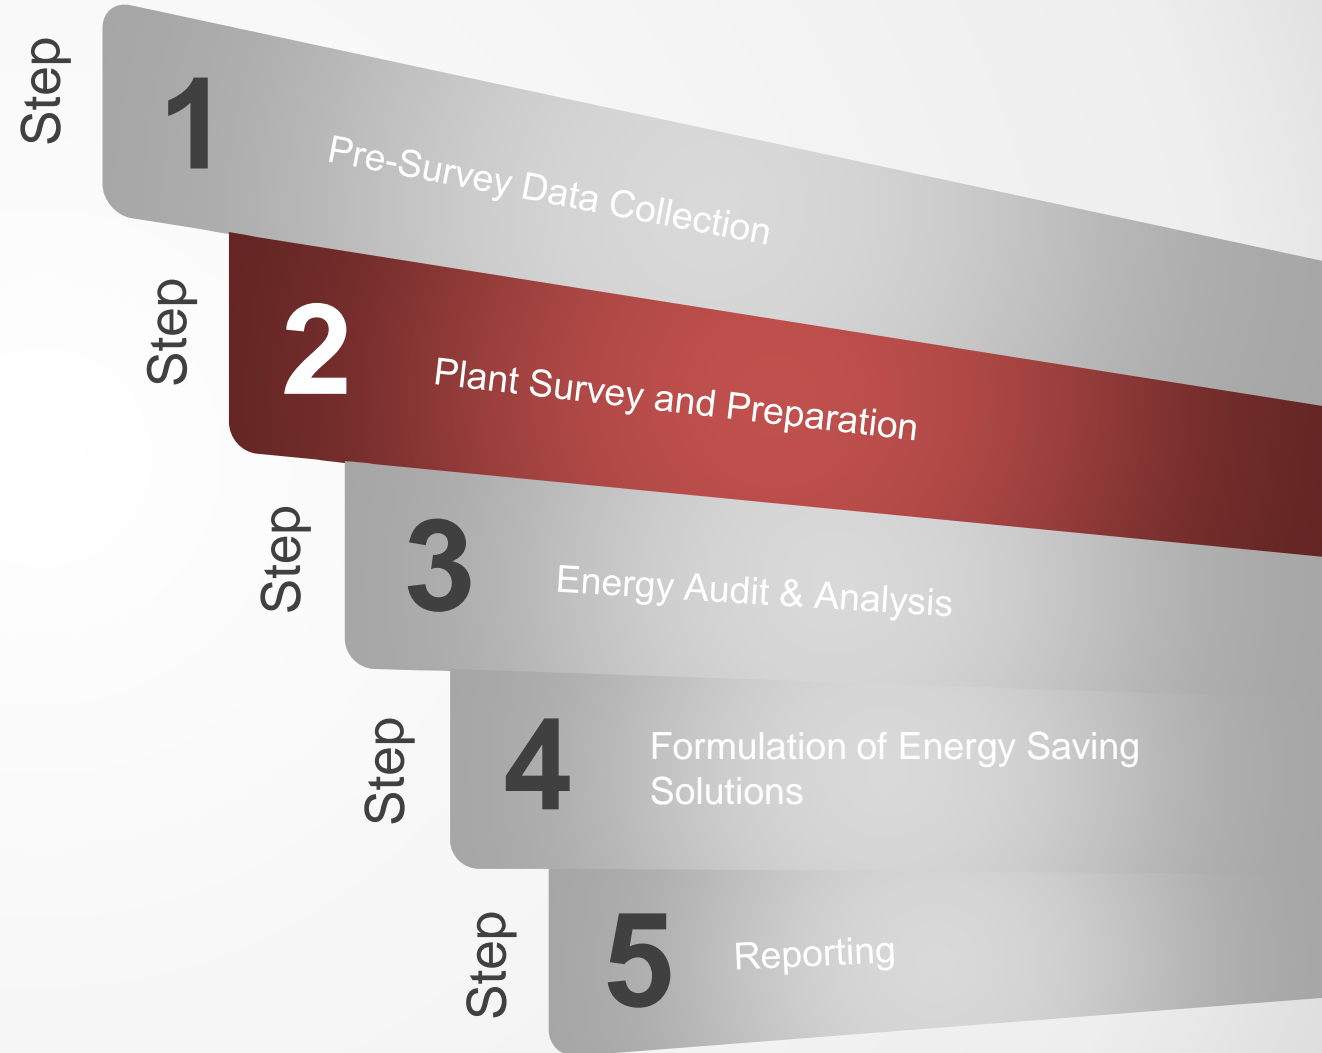 Step
1
Pre-Survey Data Collection
Step
2
Plant Survey and Preparation
Step
3
Energy Audit & Analysis
Step
4
Formulation of Energy Saving
Solutions
Step
5
Reporting